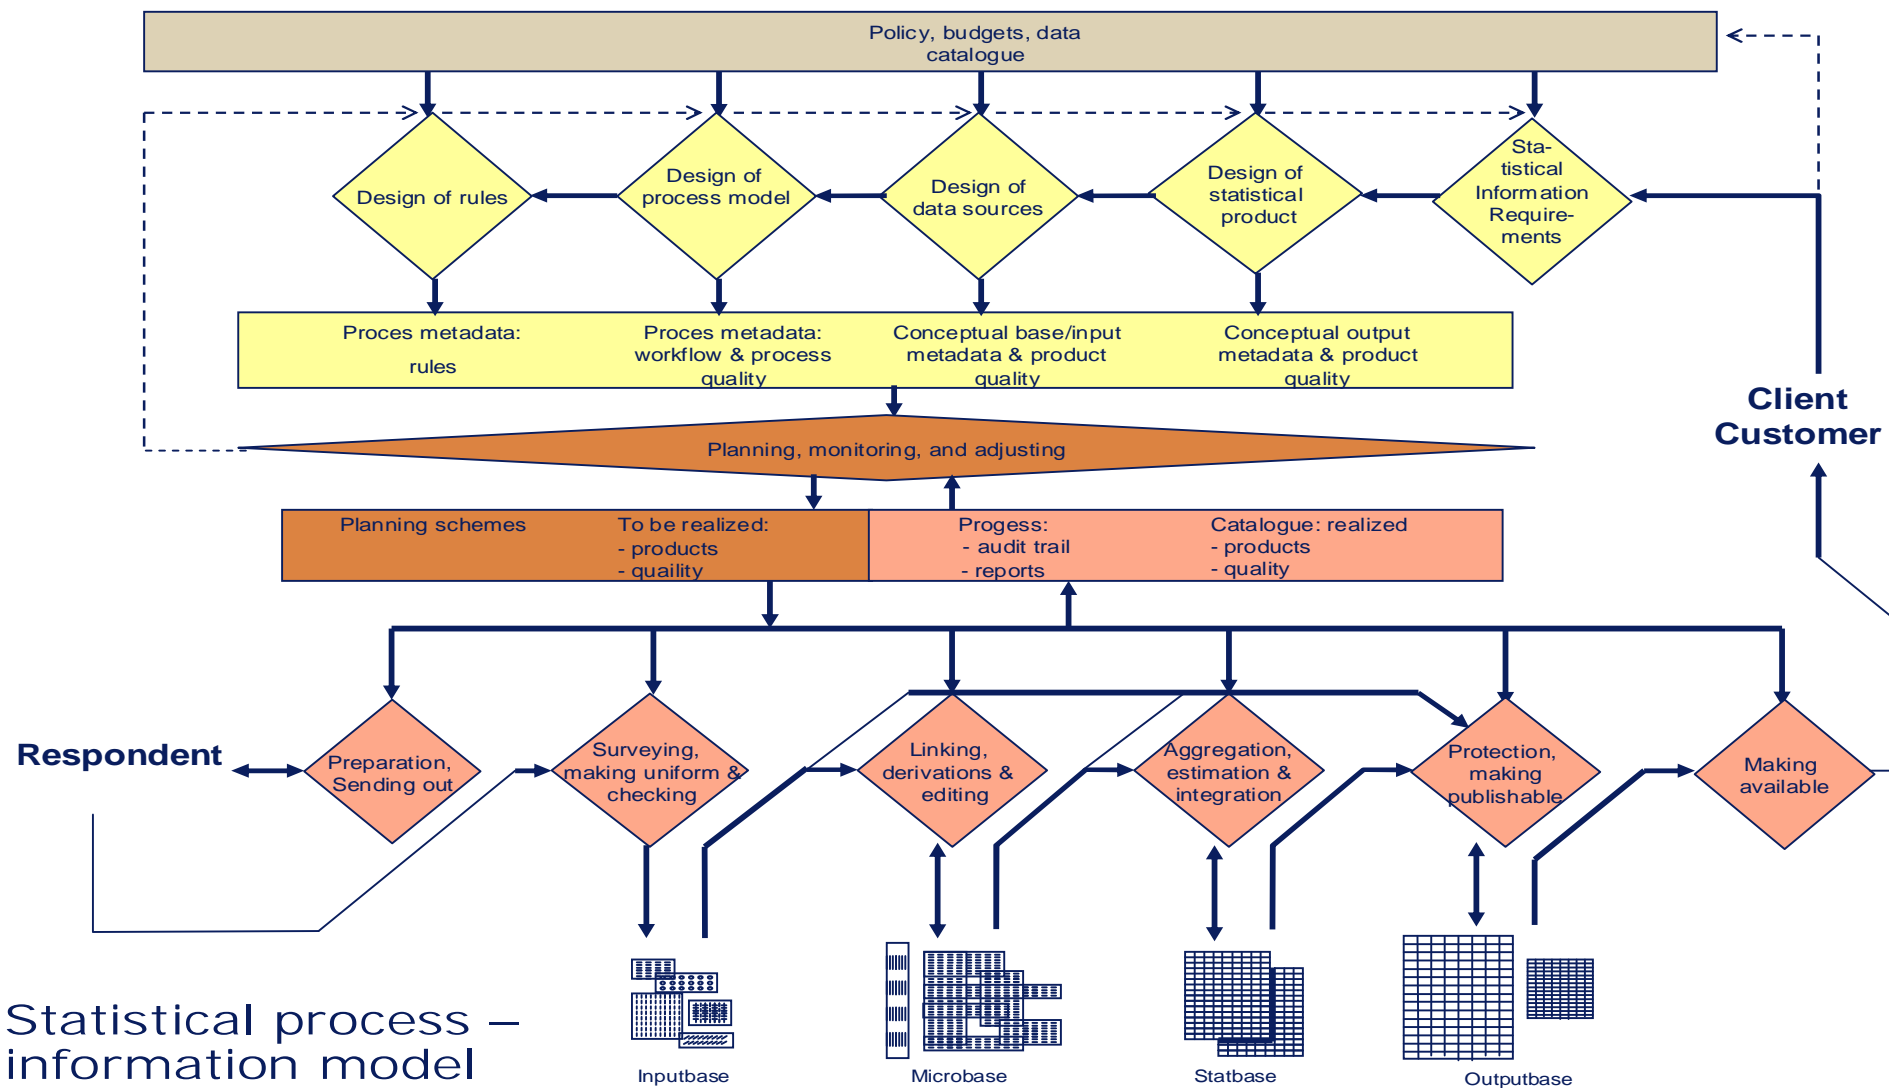 Policy, budgets, data
catalogue
Design of rules
Design of
process model
Design of
data sources
Design of
statistical
product
Sta-
tistical
Information
Require-
ments
Proces metadata:
rules
Proces metadata:
workflow & process
quality
Conceptual base/input
metadata & product
quality
Conceptual output
metadata & product
quality
Client
Customer
Planning, monitoring, and adjusting
Planning schemes
To be realized:
- products
- quaility
Progess:
- audit trail
- reports
Catalogue: realized
- products
- quality
Respondent
Preparation,
Sending out
Surveying,
making uniform &
checking
Linking,
derivations &
editing
Aggregation,
estimation &
integration
Protection,
making
publishable
Making
available
Statistical process –
information model
Inputbase
Microbase
Statbase
Outputbase